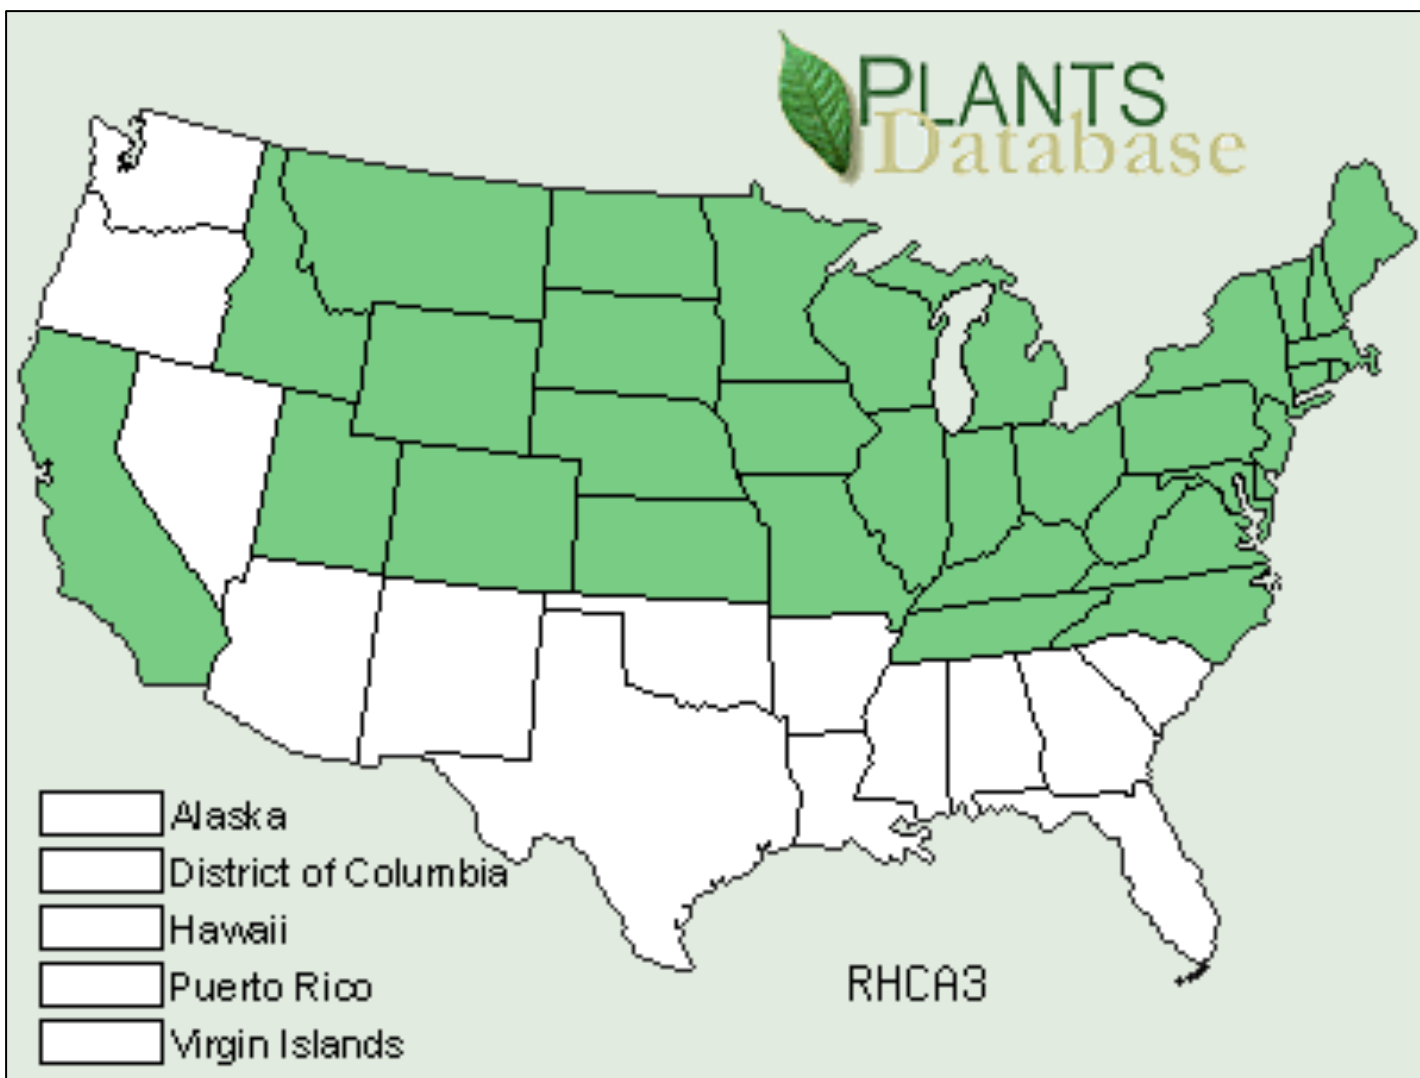 PLANTS
Database
Alaska
District of Columbia
Hawaii
Puerto Rico
Virgin Islands
RHCA3